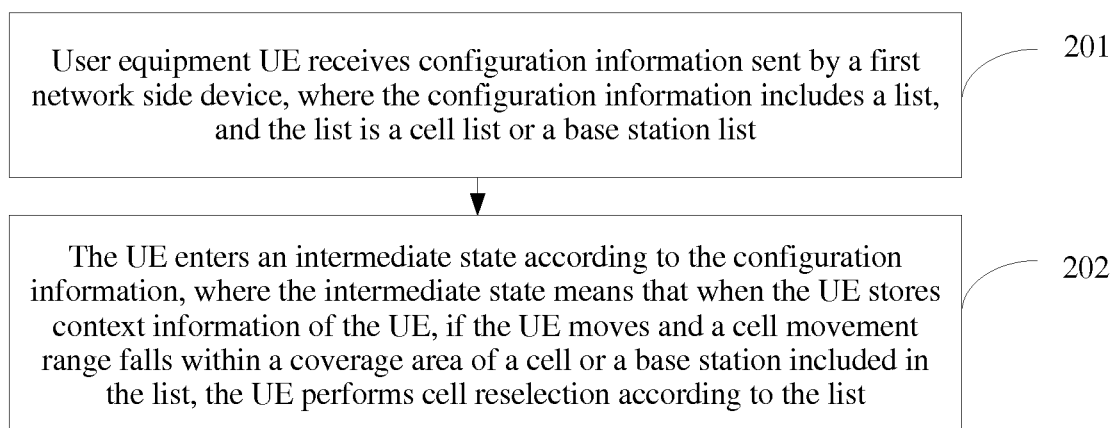 User equipment UE receives configuration information sent by a first
network side device, where the configuration information includes a list,
and the list is a cell list or a base station list
201
The UE enters an intermediate state according to the configuration
information, where the intermediate state means that when the UE stores
context information of the UE, if the UE moves and a cell movement
range falls within a coverage area of a cell or a base station included in
the list, the UE performs cell reselection according to the list
202